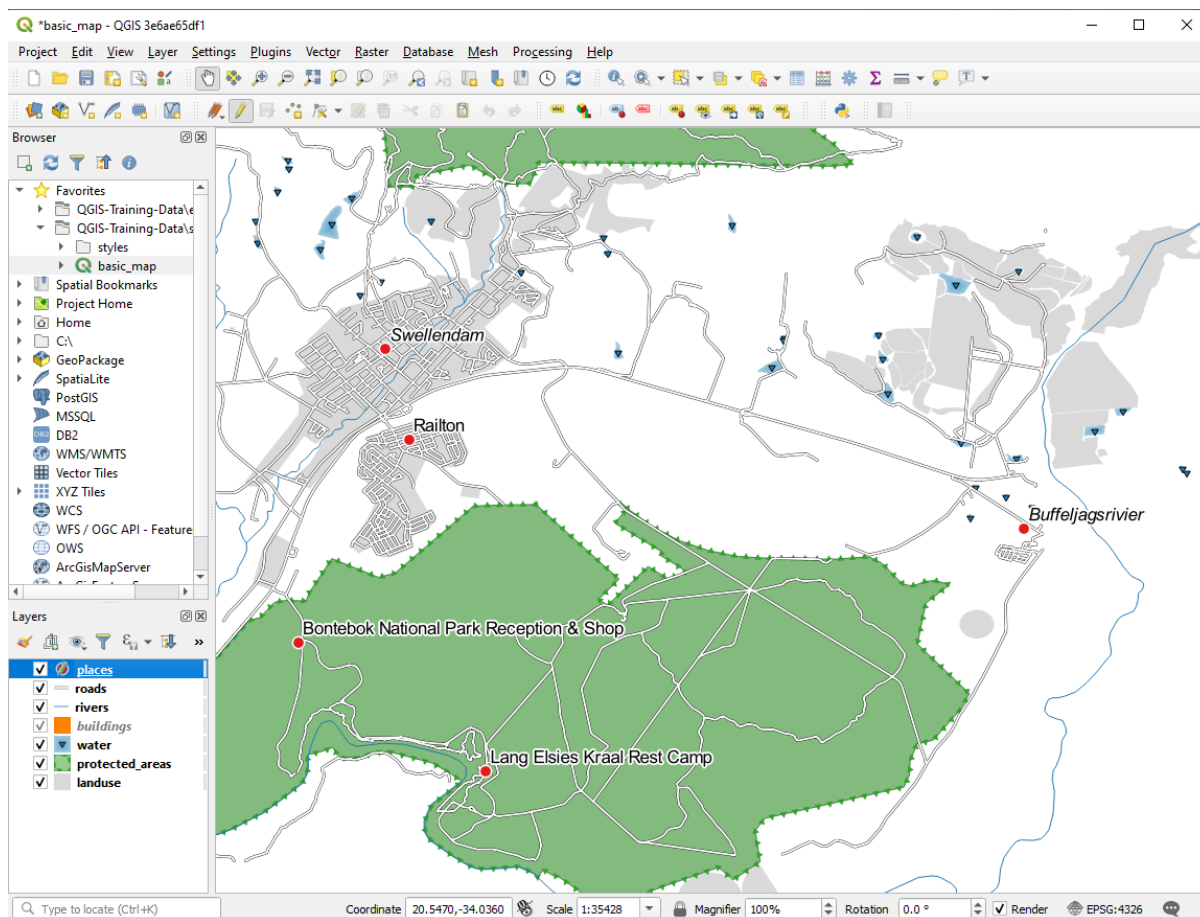 *basic_map - QGIS 3e6ae65df1
Project Edit View Layer Settings Plugins Vector Raster Database Mesh Processing Help
Browser
Favorites
QGIS-Training-Data\e
QGIS-Training-Data\s
styles
basic_map
Spatial Bookmarks
Project Home
Home
C:\
GeoPackage
SpatiaLite
PostGIS
MSSQL
DB2
WMS/WMTS
Vector Tiles
XYZ Tiles
WCS
WFS / OGC API - Feature
OWS
ArcGisMapServer
Layers
places
roads
rivers
buildings
water
protected_areas
landuse
Swellendam
Railton
Buffeljagsrivier
Bontebok National Park Reception & Shop
Lang Elsies Kraal Rest Camp
Type to locate (Ctrl+K) Coordinate 20.5470,-34.0360 Scale 1:35428 Magnifier 100% Rotation 0.0 ° Render EPSG:4326